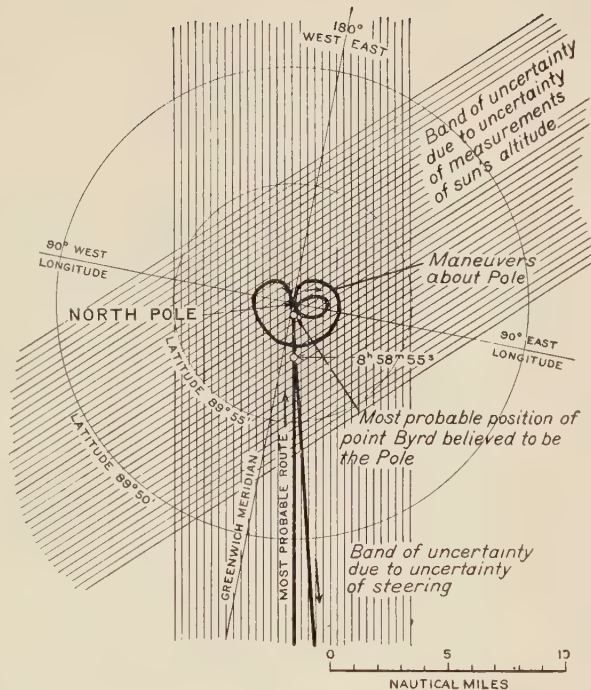 180°
WEST EAST
Band of uncertainty
due to uncertainty
of measurements
of sun's altitude.
90° WEST
LONGITUDE
Maneuvers
about Pole
NORTH POLE
90° EAST
LONGITUDE
8ʰ 58ᵐ 55ˢ
LATITUDE 89°55'
LATITUDE 89°50'
Most probable position of
point Byrd believed to be
the Pole
GREENWICH MERIDIAN
MOST PROBABLE ROUTE
Band of uncertainty
due to uncertainty
of steering
0 5 10
NAUTICAL MILES